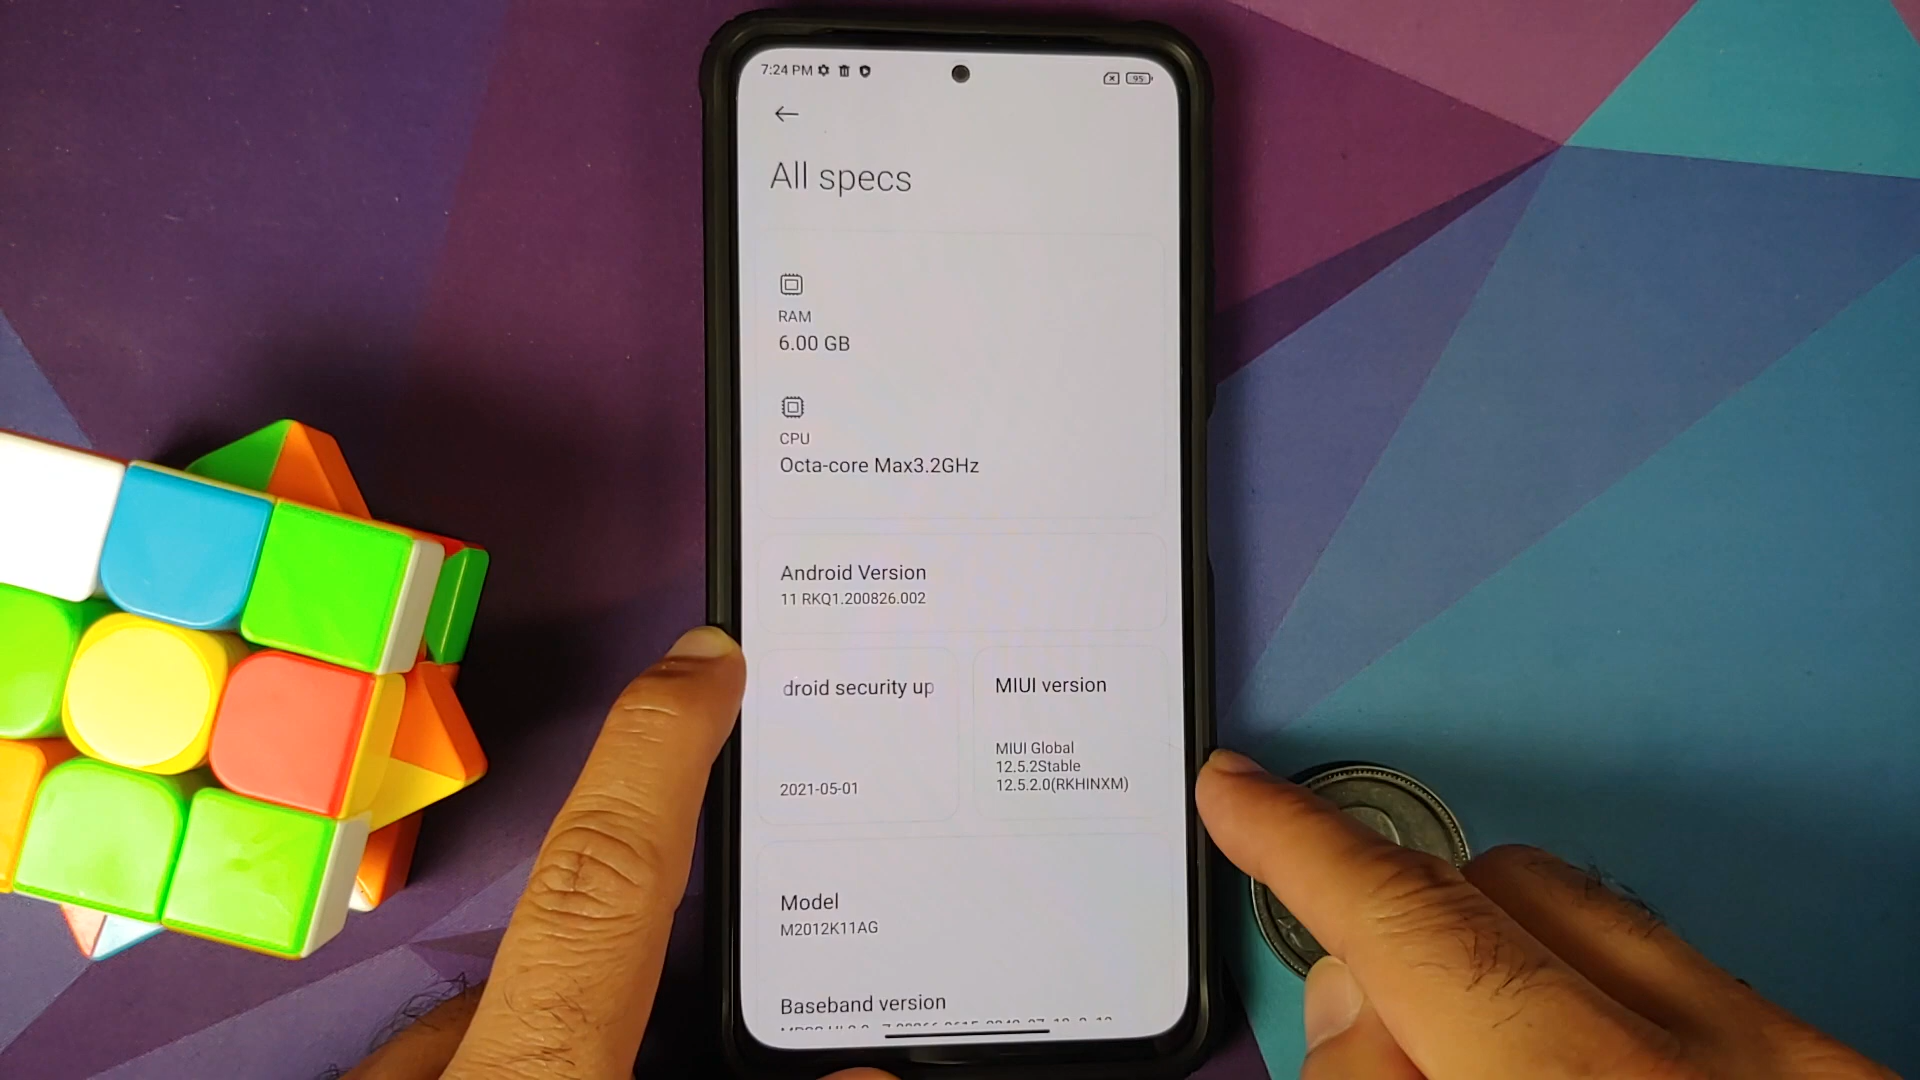 7:24 PM
95
All specs
RAM
6.00 GB
CPU
Octa-core Max3.2GHz
Android Version
11 RKQ1.200826.002
droid security up
2021-05-01
MIUI version
MIUI Global
12.5.2Stable
12.5.2.0(RKHINXM)
Model
M2012K11AG
Baseband version